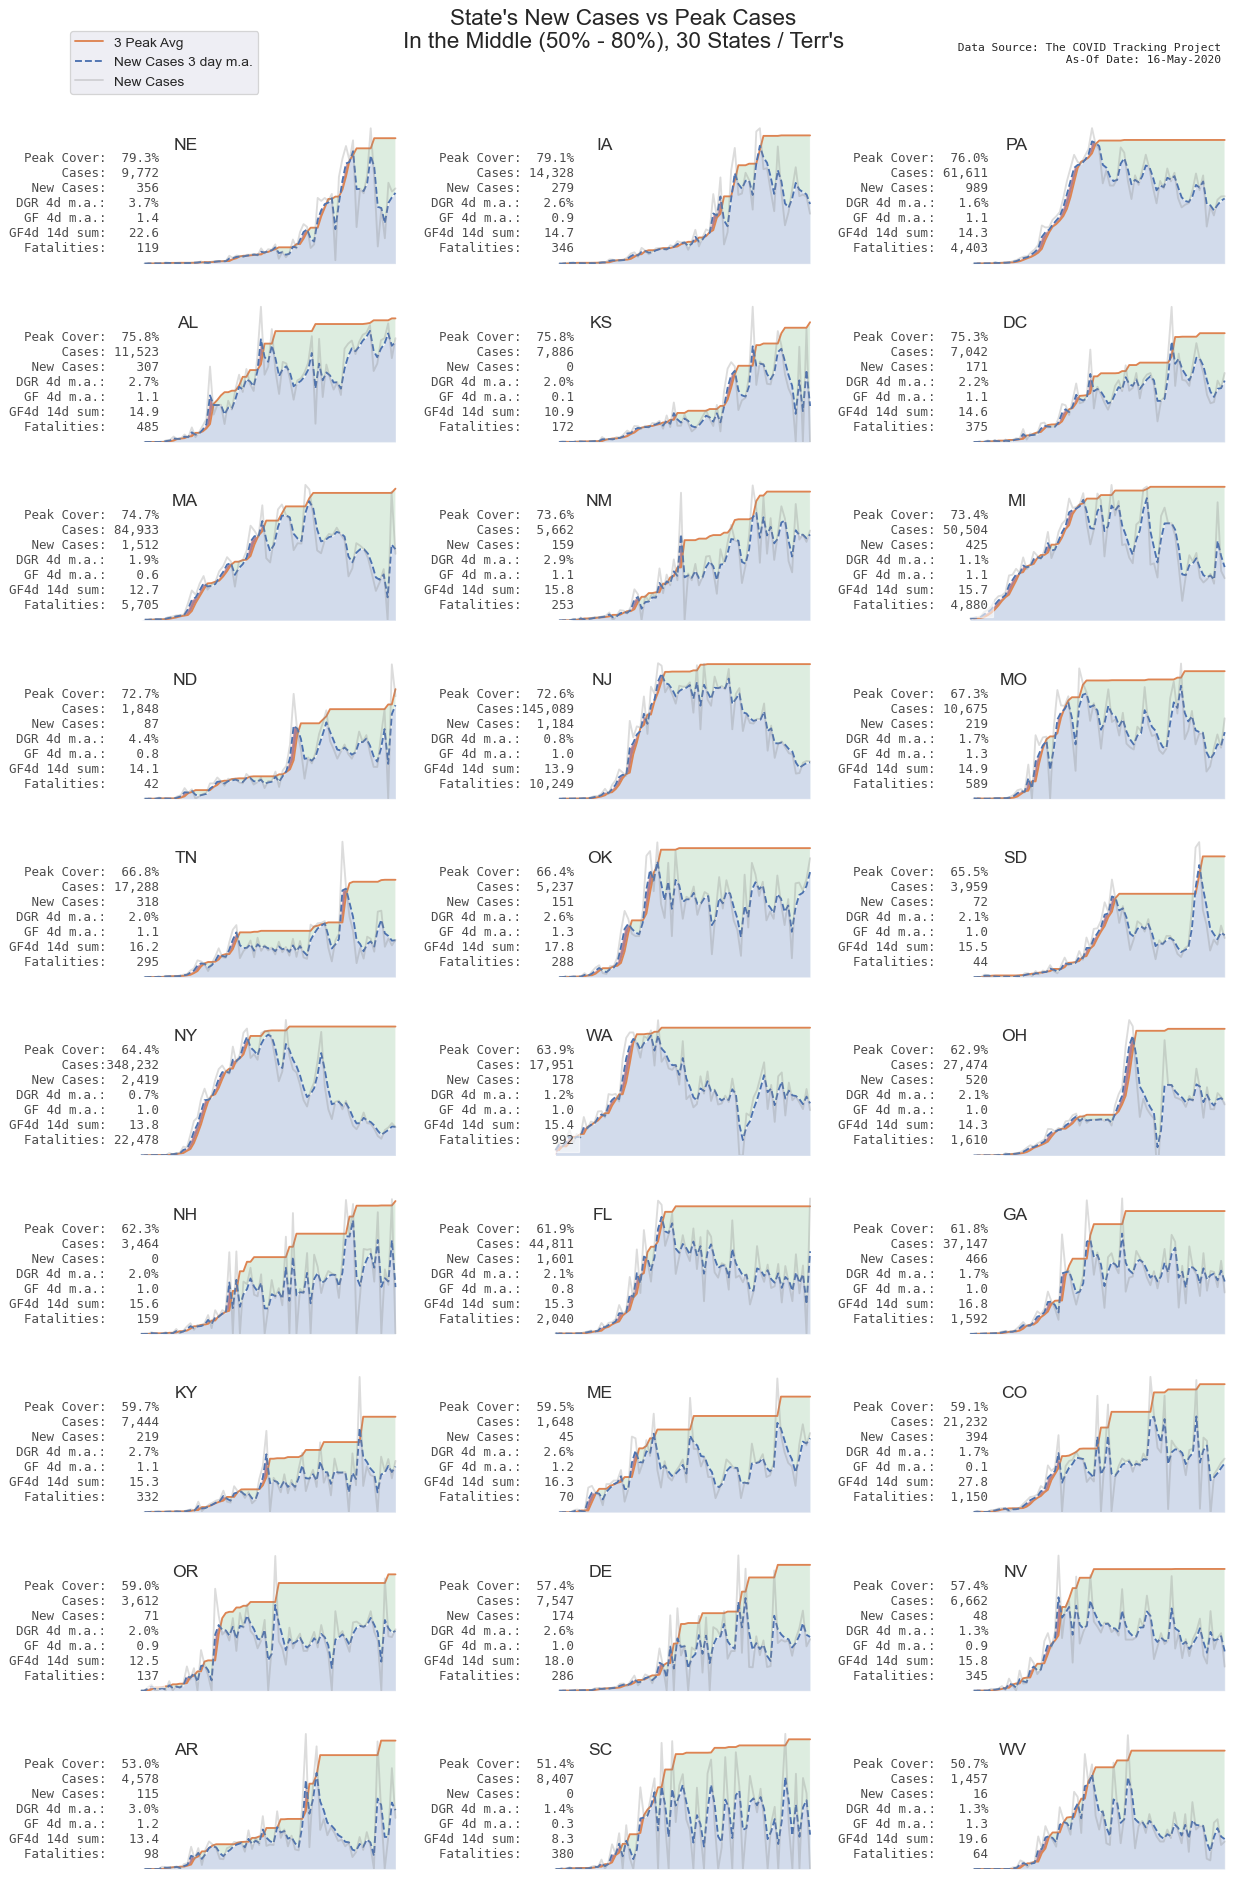 State's New Cases vs Peak Cases
In the Middle (50% - 80%), 30 States / Terr's
3 Peak Avg
New Cases 3 day m.a.
New Cases
Data Source: The COVID Tracking Project
As-Of Date: 16-May-2020
NE
Peak Cover: 79.3%
Cases: 9,772
New Cases: 356
DGR 4d m.a.: 3.7%
GF 4d m.a.: 1.4
GF4d 14d sum: 22.6
Fatalities: 119
IA
Peak Cover: 79.1%
Cases: 14,328
New Cases: 279
DGR 4d m.a.: 2.6%
GF 4d m.a.: 0.9
GF4d 14d sum: 14.7
Fatalities: 346
PA
Peak Cover: 76.0%
Cases: 61,611
New Cases: 989
DGR 4d m.a.: 1.6%
GF 4d m.a.: 1.1
GF4d 14d sum: 14.3
Fatalities: 4,403
AL
Peak Cover: 75.8%
Cases: 11,523
New Cases: 307
DGR 4d m.a.: 2.7%
GF 4d m.a.: 1.1
GF4d 14d sum: 14.9
Fatalities: 485
KS
Peak Cover: 75.8%
Cases: 7,886
New Cases: 0
DGR 4d m.a.: 2.0%
GF 4d m.a.: 0.1
GF4d 14d sum: 10.9
Fatalities: 172
DC
Peak Cover: 75.3%
Cases: 7,042
New Cases: 171
DGR 4d m.a.: 2.2%
GF 4d m.a.: 1.1
GF4d 14d sum: 14.6
Fatalities: 375
MA
Peak Cover: 74.7%
Cases: 84,933
New Cases: 1,512
DGR 4d m.a.: 1.9%
GF 4d m.a.: 0.6
GF4d 14d sum: 12.7
Fatalities: 5,705
NM
Peak Cover: 73.6%
Cases: 5,662
New Cases: 159
DGR 4d m.a.: 2.9%
GF 4d m.a.: 1.1
GF4d 14d sum: 15.8
Fatalities: 253
MI
Peak Cover: 73.4%
Cases: 50,504
New Cases: 425
DGR 4d m.a.: 1.1%
GF 4d m.a.: 1.1
GF4d 14d sum: 15.7
Fatalities: 4,880
ND
Peak Cover: 72.7%
Cases: 1,848
New Cases: 87
DGR 4d m.a.: 4.4%
GF 4d m.a.: 0.8
GF4d 14d sum: 14.1
Fatalities: 42
NJ
Peak Cover: 72.6%
Cases:145,089
New Cases: 1,184
DGR 4d m.a.: 0.8%
GF 4d m.a.: 1.0
GF4d 14d sum: 13.9
Fatalities: 10,249
MO
Peak Cover: 67.3%
Cases: 10,675
New Cases: 219
DGR 4d m.a.: 1.7%
GF 4d m.a.: 1.3
GF4d 14d sum: 14.9
Fatalities: 589
TN
Peak Cover: 66.8%
Cases: 17,288
New Cases: 318
DGR 4d m.a.: 2.0%
GF 4d m.a.: 1.1
GF4d 14d sum: 16.2
Fatalities: 295
OK
Peak Cover: 66.4%
Cases: 5,237
New Cases: 151
DGR 4d m.a.: 2.6%
GF 4d m.a.: 1.3
GF4d 14d sum: 17.8
Fatalities: 288
SD
Peak Cover: 65.5%
Cases: 3,959
New Cases: 72
DGR 4d m.a.: 2.1%
GF 4d m.a.: 1.0
GF4d 14d sum: 15.5
Fatalities: 44
NY
Peak Cover: 64.4%
Cases:348,232
New Cases: 2,419
DGR 4d m.a.: 0.7%
GF 4d m.a.: 1.0
GF4d 14d sum: 13.8
Fatalities: 22,478
WA
Peak Cover: 63.9%
Cases: 17,951
New Cases: 178
DGR 4d m.a.: 1.2%
GF 4d m.a.: 1.0
GF4d 14d sum: 15.4
Fatalities: 992
OH
Peak Cover: 62.9%
Cases: 27,474
New Cases: 520
DGR 4d m.a.: 2.1%
GF 4d m.a.: 1.0
GF4d 14d sum: 14.3
Fatalities: 1,610
NH
Peak Cover: 62.3%
Cases: 3,464
New Cases: 0
DGR 4d m.a.: 2.0%
GF 4d m.a.: 1.0
GF4d 14d sum: 15.6
Fatalities: 159
FL
Peak Cover: 61.9%
Cases: 44,811
New Cases: 1,601
DGR 4d m.a.: 2.1%
GF 4d m.a.: 0.8
GF4d 14d sum: 15.3
Fatalities: 2,040
GA
Peak Cover: 61.8%
Cases: 37,147
New Cases: 466
DGR 4d m.a.: 1.7%
GF 4d m.a.: 1.0
GF4d 14d sum: 16.8
Fatalities: 1,592
KY
Peak Cover: 59.7%
Cases: 7,444
New Cases: 219
DGR 4d m.a.: 2.7%
GF 4d m.a.: 1.1
GF4d 14d sum: 15.3
Fatalities: 332
ME
Peak Cover: 59.5%
Cases: 1,648
New Cases: 45
DGR 4d m.a.: 2.6%
GF 4d m.a.: 1.2
GF4d 14d sum: 16.3
Fatalities: 70
CO
Peak Cover: 59.1%
Cases: 21,232
New Cases: 394
DGR 4d m.a.: 1.7%
GF 4d m.a.: 0.1
GF4d 14d sum: 27.8
Fatalities: 1,150
OR
Peak Cover: 59.0%
Cases: 3,612
New Cases: 71
DGR 4d m.a.: 2.0%
GF 4d m.a.: 0.9
GF4d 14d sum: 12.5
Fatalities: 137
DE
Peak Cover: 57.4%
Cases: 7,547
New Cases: 174
DGR 4d m.a.: 2.6%
GF 4d m.a.: 1.0
GF4d 14d sum: 18.0
Fatalities: 286
NV
Peak Cover: 57.4%
Cases: 6,662
New Cases: 48
DGR 4d m.a.: 1.3%
GF 4d m.a.: 0.9
GF4d 14d sum: 15.8
Fatalities: 345
AR
Peak Cover: 53.0%
Cases: 4,578
New Cases: 115
DGR 4d m.a.: 3.0%
GF 4d m.a.: 1.2
GF4d 14d sum: 13.4
Fatalities: 98
SC
Peak Cover: 51.4%
Cases: 8,407
New Cases: 0
DGR 4d m.a.: 1.4%
GF 4d m.a.: 0.3
GF4d 14d sum: 8.3
Fatalities: 380
WV
Peak Cover: 50.7%
Cases: 1,457
New Cases: 16
DGR 4d m.a.: 1.3%
GF 4d m.a.: 1.3
GF4d 14d sum: 19.6
Fatalities: 64